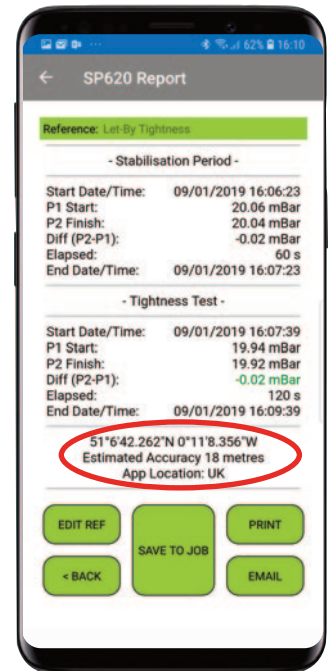 62% 16:10
← SP620 Report
Reference: Let-By Tightness
- Stabilisation Period -
Start Date/Time: 09/01/2019 16:06:23
P1 Start: 20.06 mBar
P2 Finish: 20.04 mBar
Diff (P2-P1): -0.02 mBar
Elapsed: 60 s
End Date/Time: 09/01/2019 16:07:23
- Tightness Test -
Start Date/Time: 09/01/2019 16:07:39
P1 Start: 19.94 mBar
P2 Finish: 19.92 mBar
Diff (P2-P1): -0.02 mBar
Elapsed: 120 s
End Date/Time: 09/01/2019 16:09:39
51°6'42.262"N 0°11'8.356"W
Estimated Accuracy 18 metres
App Location: UK
EDIT REF
SAVE TO JOB
PRINT
< BACK
EMAIL